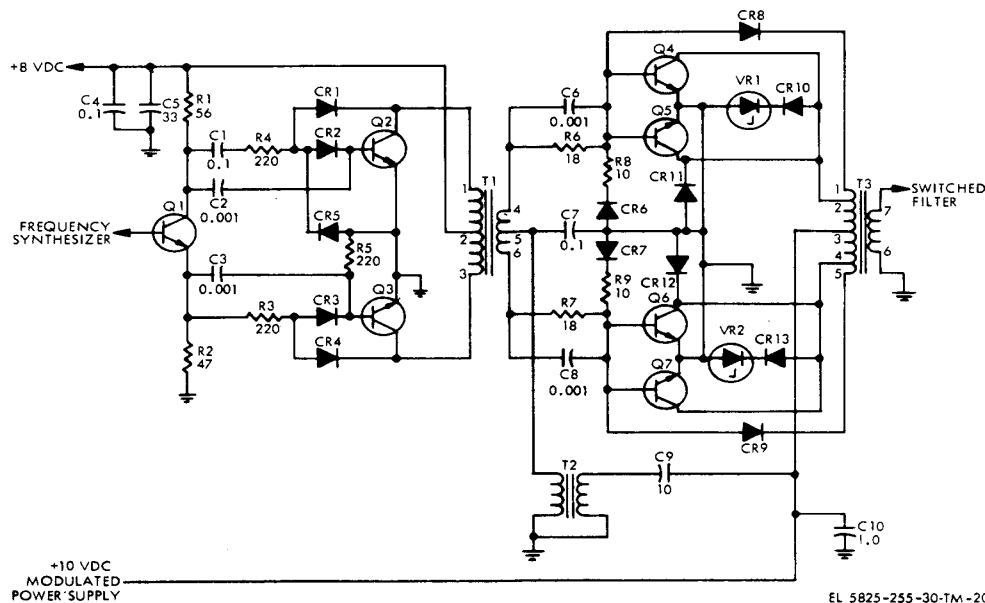 +8 VDC
C4
0.1
C5
33
R1
56
C1
0.1
R4
220
CR1
CR2
Q2
C2
0.001
Q1
FREQUENCY
SYNTHESIZER
CR5
R5
220
C3
0.001
R3
220
CR3
CR4
Q3
R2
47
T1
1
2
3
4
5
6
C6
0.001
R6
18
C7
0.1
R7
18
C8
0.001
R8
10
CR6
CR7
R9
10
Q4
Q5
CR11
CR12
Q6
Q7
CR8
VR1
CR10
VR2
CR13
CR9
T3
1
2
3
4
5
7
6
SWITCHED
FILTER
T2
C9
10
C10
1.0
+10 VDC
MODULATED
POWER SUPPLY
EL 5825-255-30-TM-20